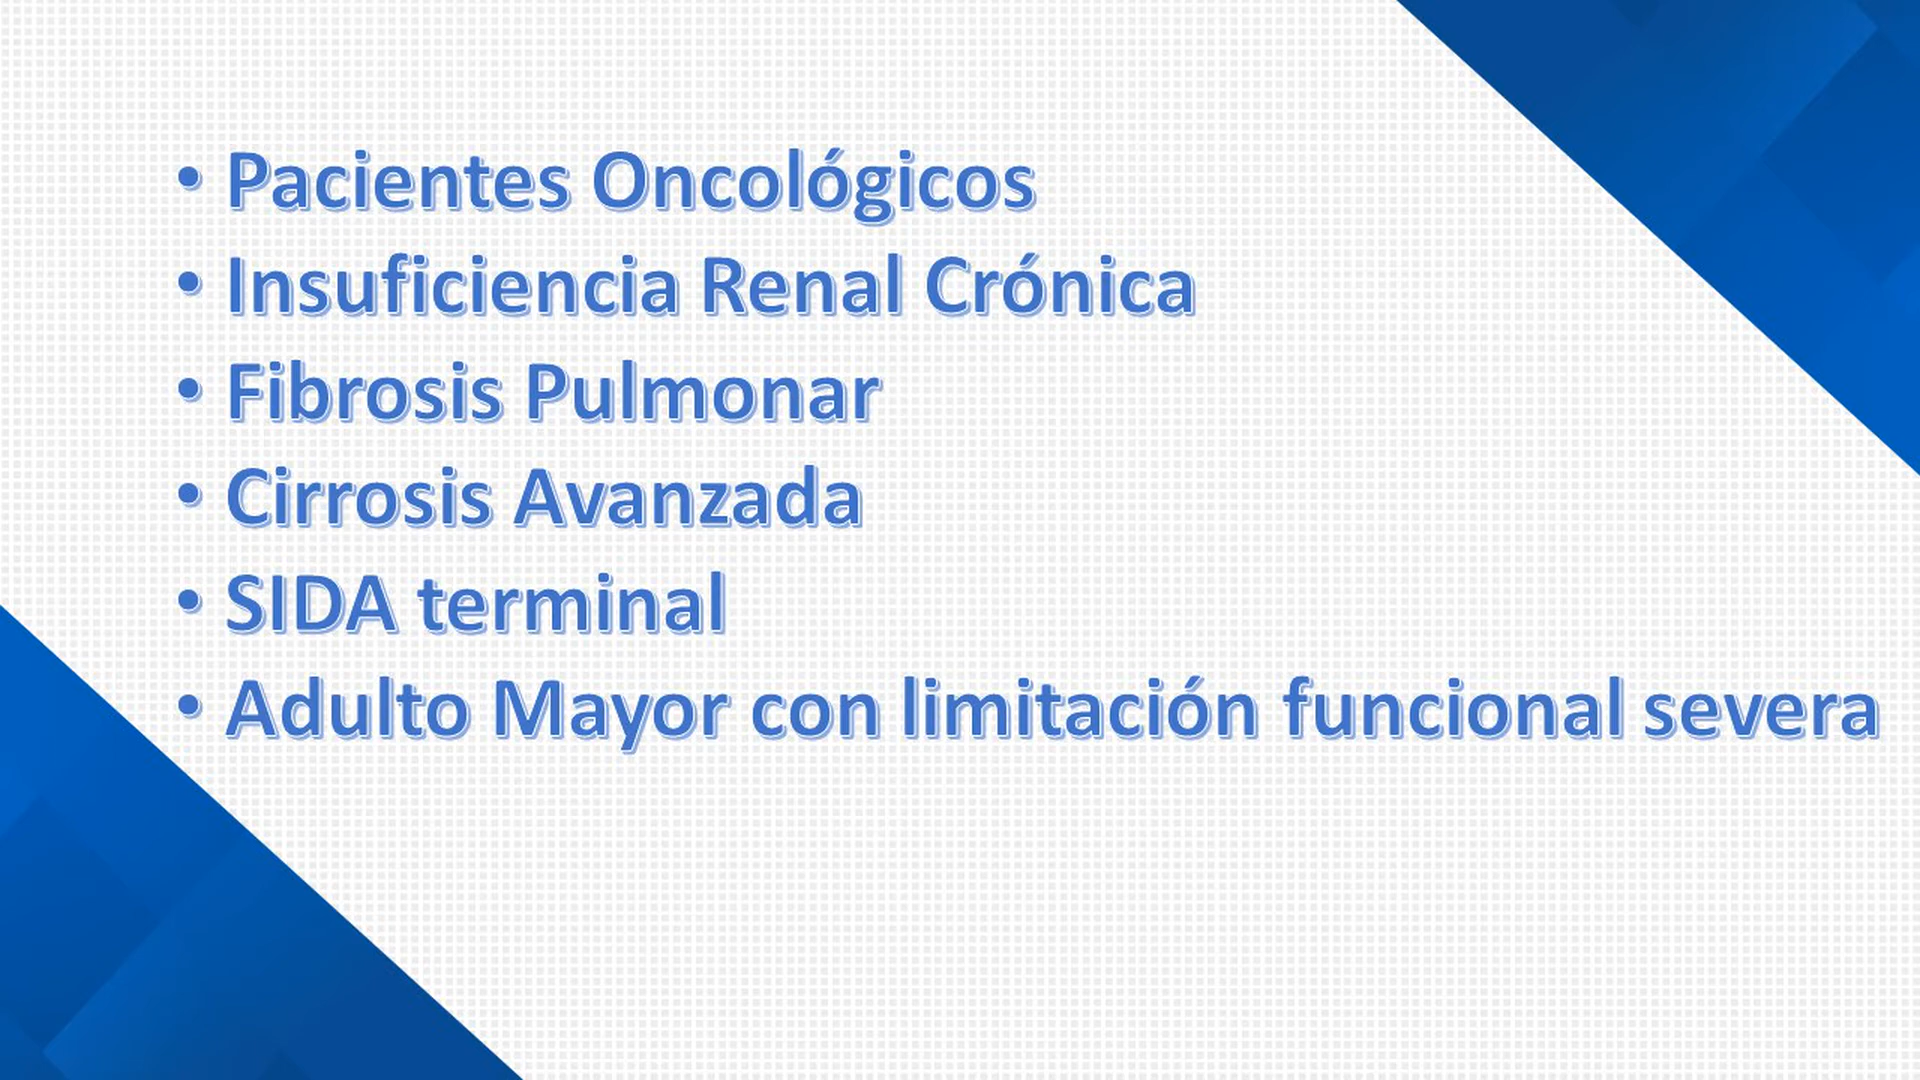 • Pacientes Oncológicos
• Insuficiencia Renal Crónica
• Fibrosis Pulmonar
• Cirrosis Avanzada
• SIDA terminal
• Adulto Mayor con limitación funcional severa